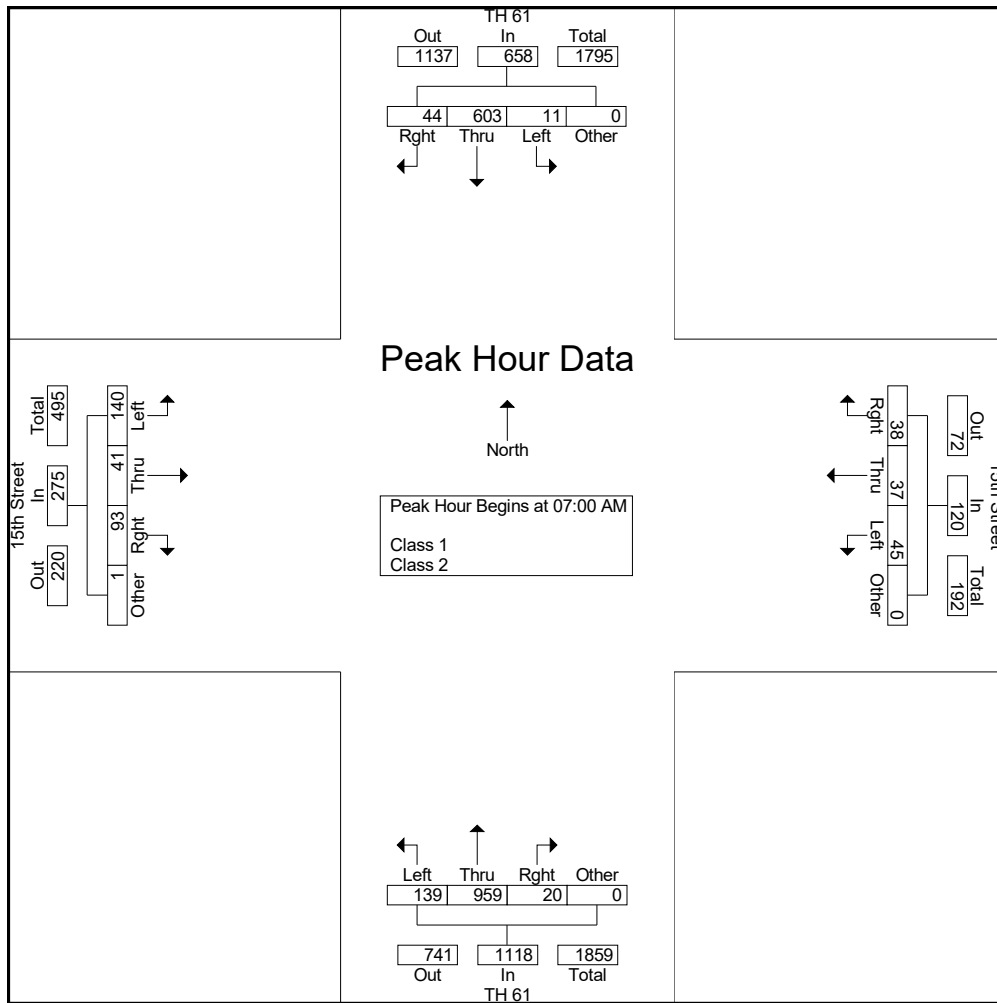 TH 61
Out In Total
1137 658 1795
44 603 11 0
Rght Thru Left Other
Peak Hour Data
North
Peak Hour Begins at 07:00 AM
Class 1
Class 2
15th Street
Total In Out
495 275 220
140 41 93 1
Left Thru Rght Other
Rght Thru Left Other
38 37 45 0
Out In Total
72 120 192
Street
Left Thru Rght Other
139 959 20 0
741 1118 1859
Out In Total
TH 61